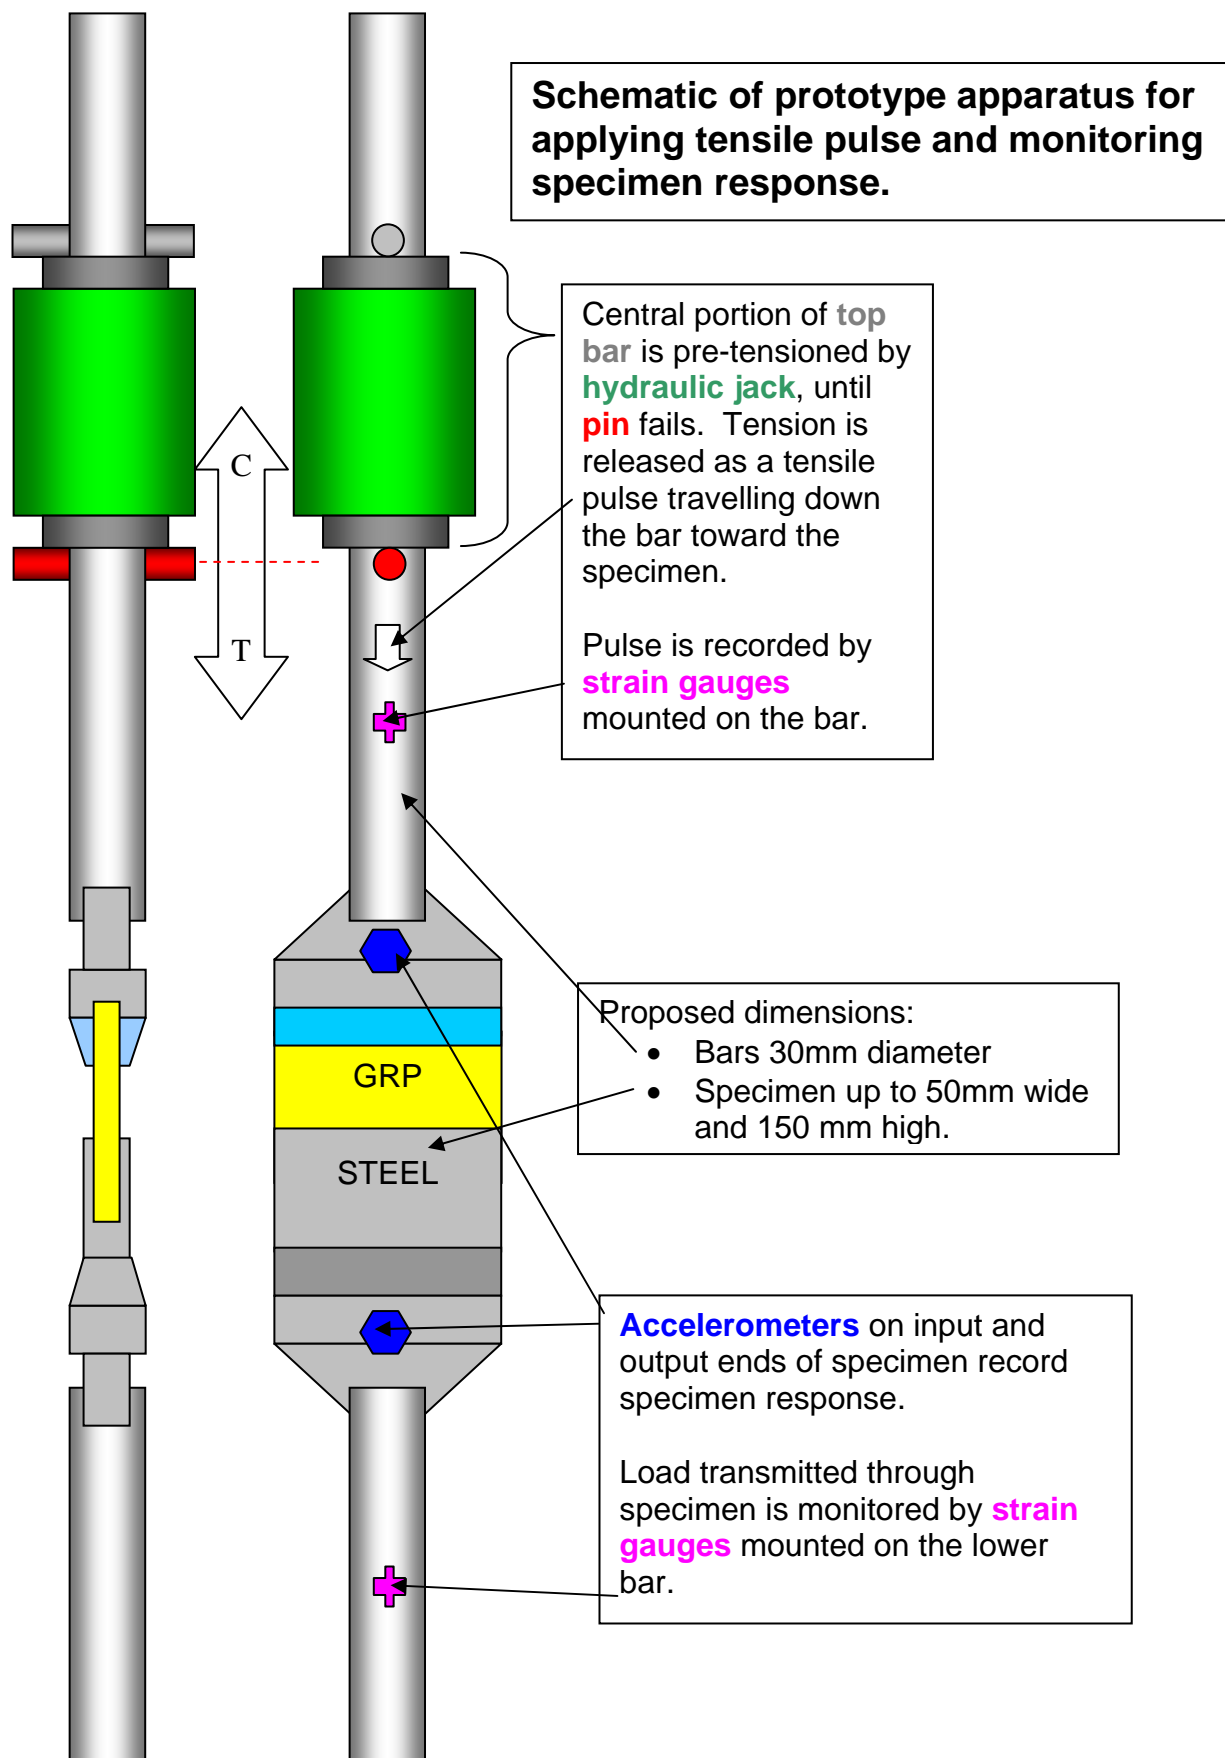 Schematic of prototype apparatus for
applying tensile pulse and monitoring
specimen response.
Central portion of top
bar is pre-tensioned by
hydraulic jack, until
pin fails.  Tension is
released as a tensile
pulse travelling down
the bar toward the
specimen.
Pulse is recorded by
strain gauges
mounted on the bar.
C
T
Proposed dimensions:
• Bars 30mm diameter
• Specimen up to 50mm wide
and 150 mm high.
GRP
STEEL
Accelerometers on input and
output ends of specimen record
specimen response.
Load transmitted through
specimen is monitored by strain
gauges mounted on the lower
bar.